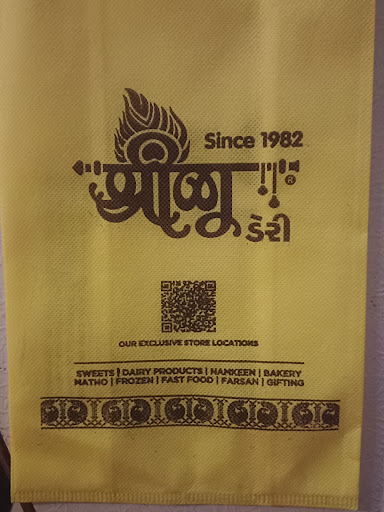 Since 1982
શ્રીજી
®
ડેરી
OUR EXCLUSIVE STORE LOCATIONS
SWEETS | DAIRY PRODUCTS | NAMKEEN | BAKERY
MATHO | FROZEN | FAST FOOD | FARSAN | GIFTING